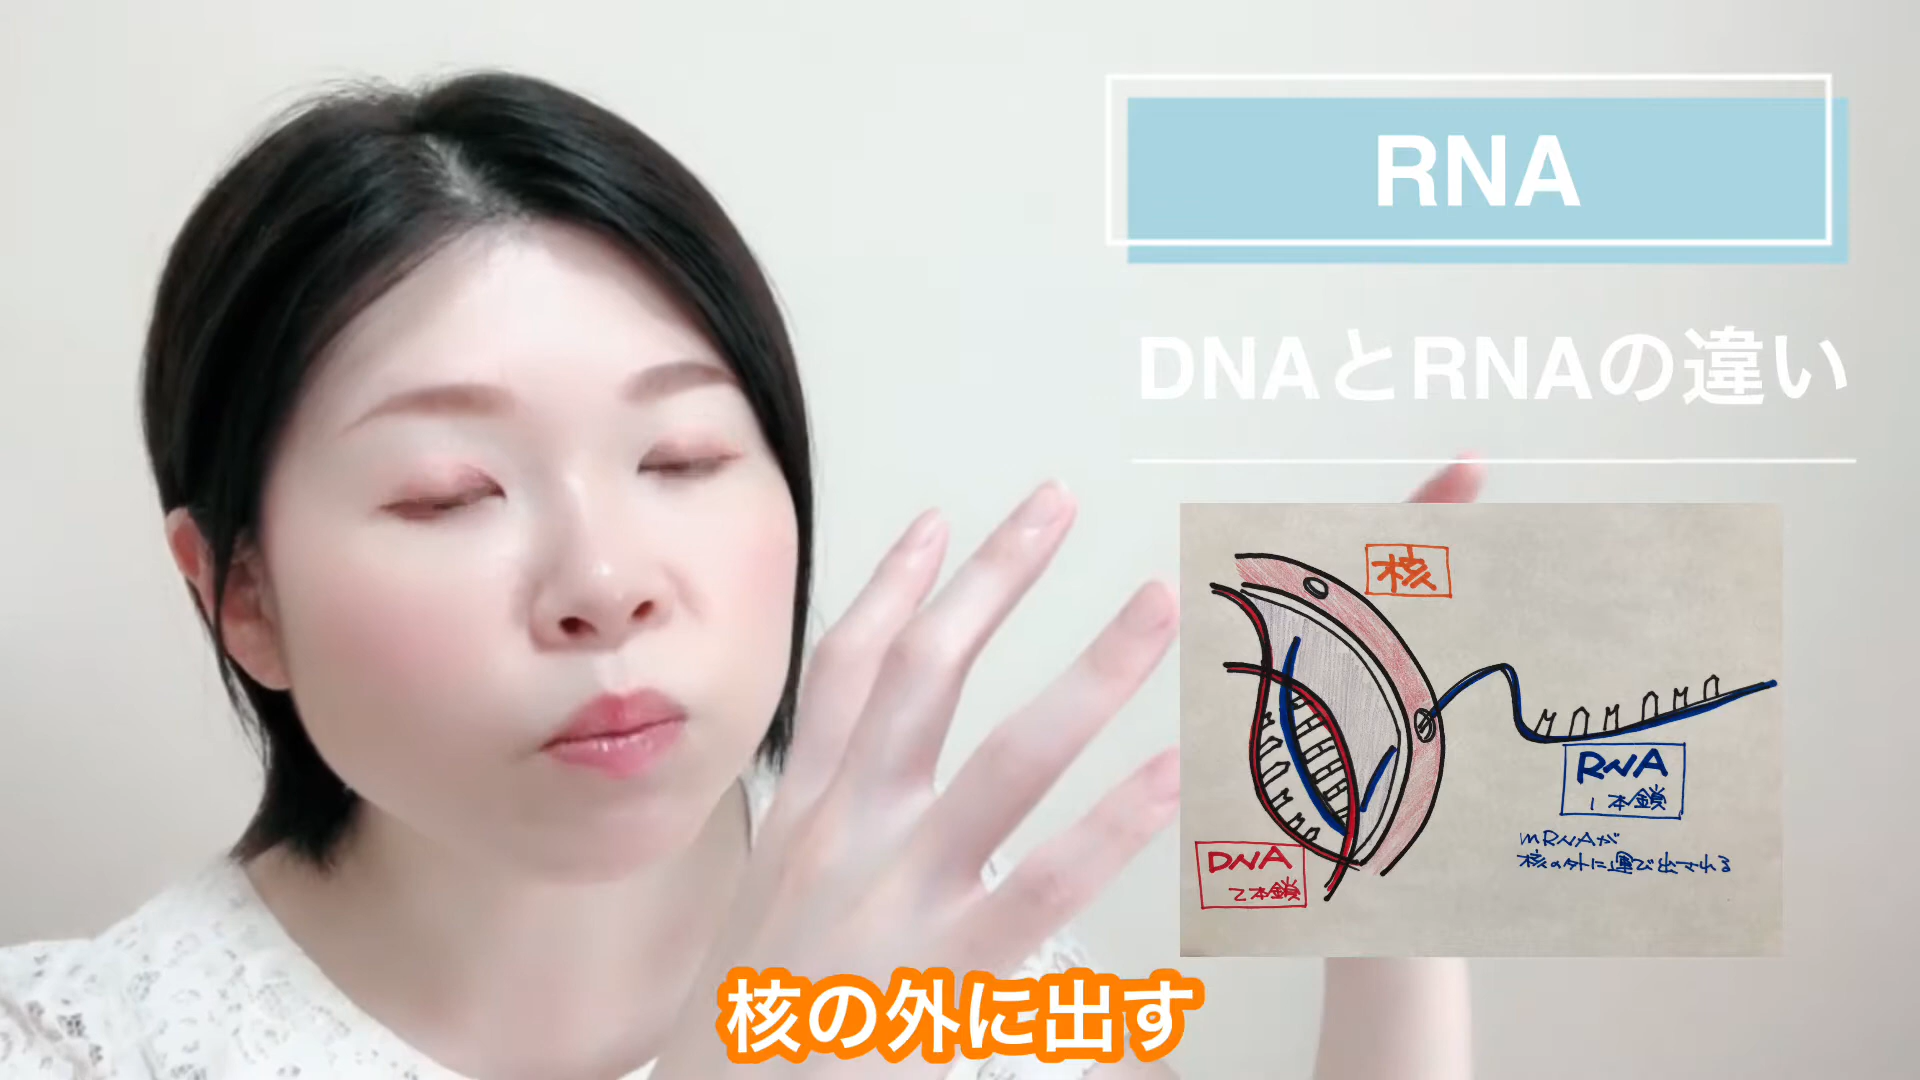 RNA
DNAとRNAの違い
核
RNA
1本鎖
mRNAが
核の外に運び出される
DNA
2本鎖
核の外に出す